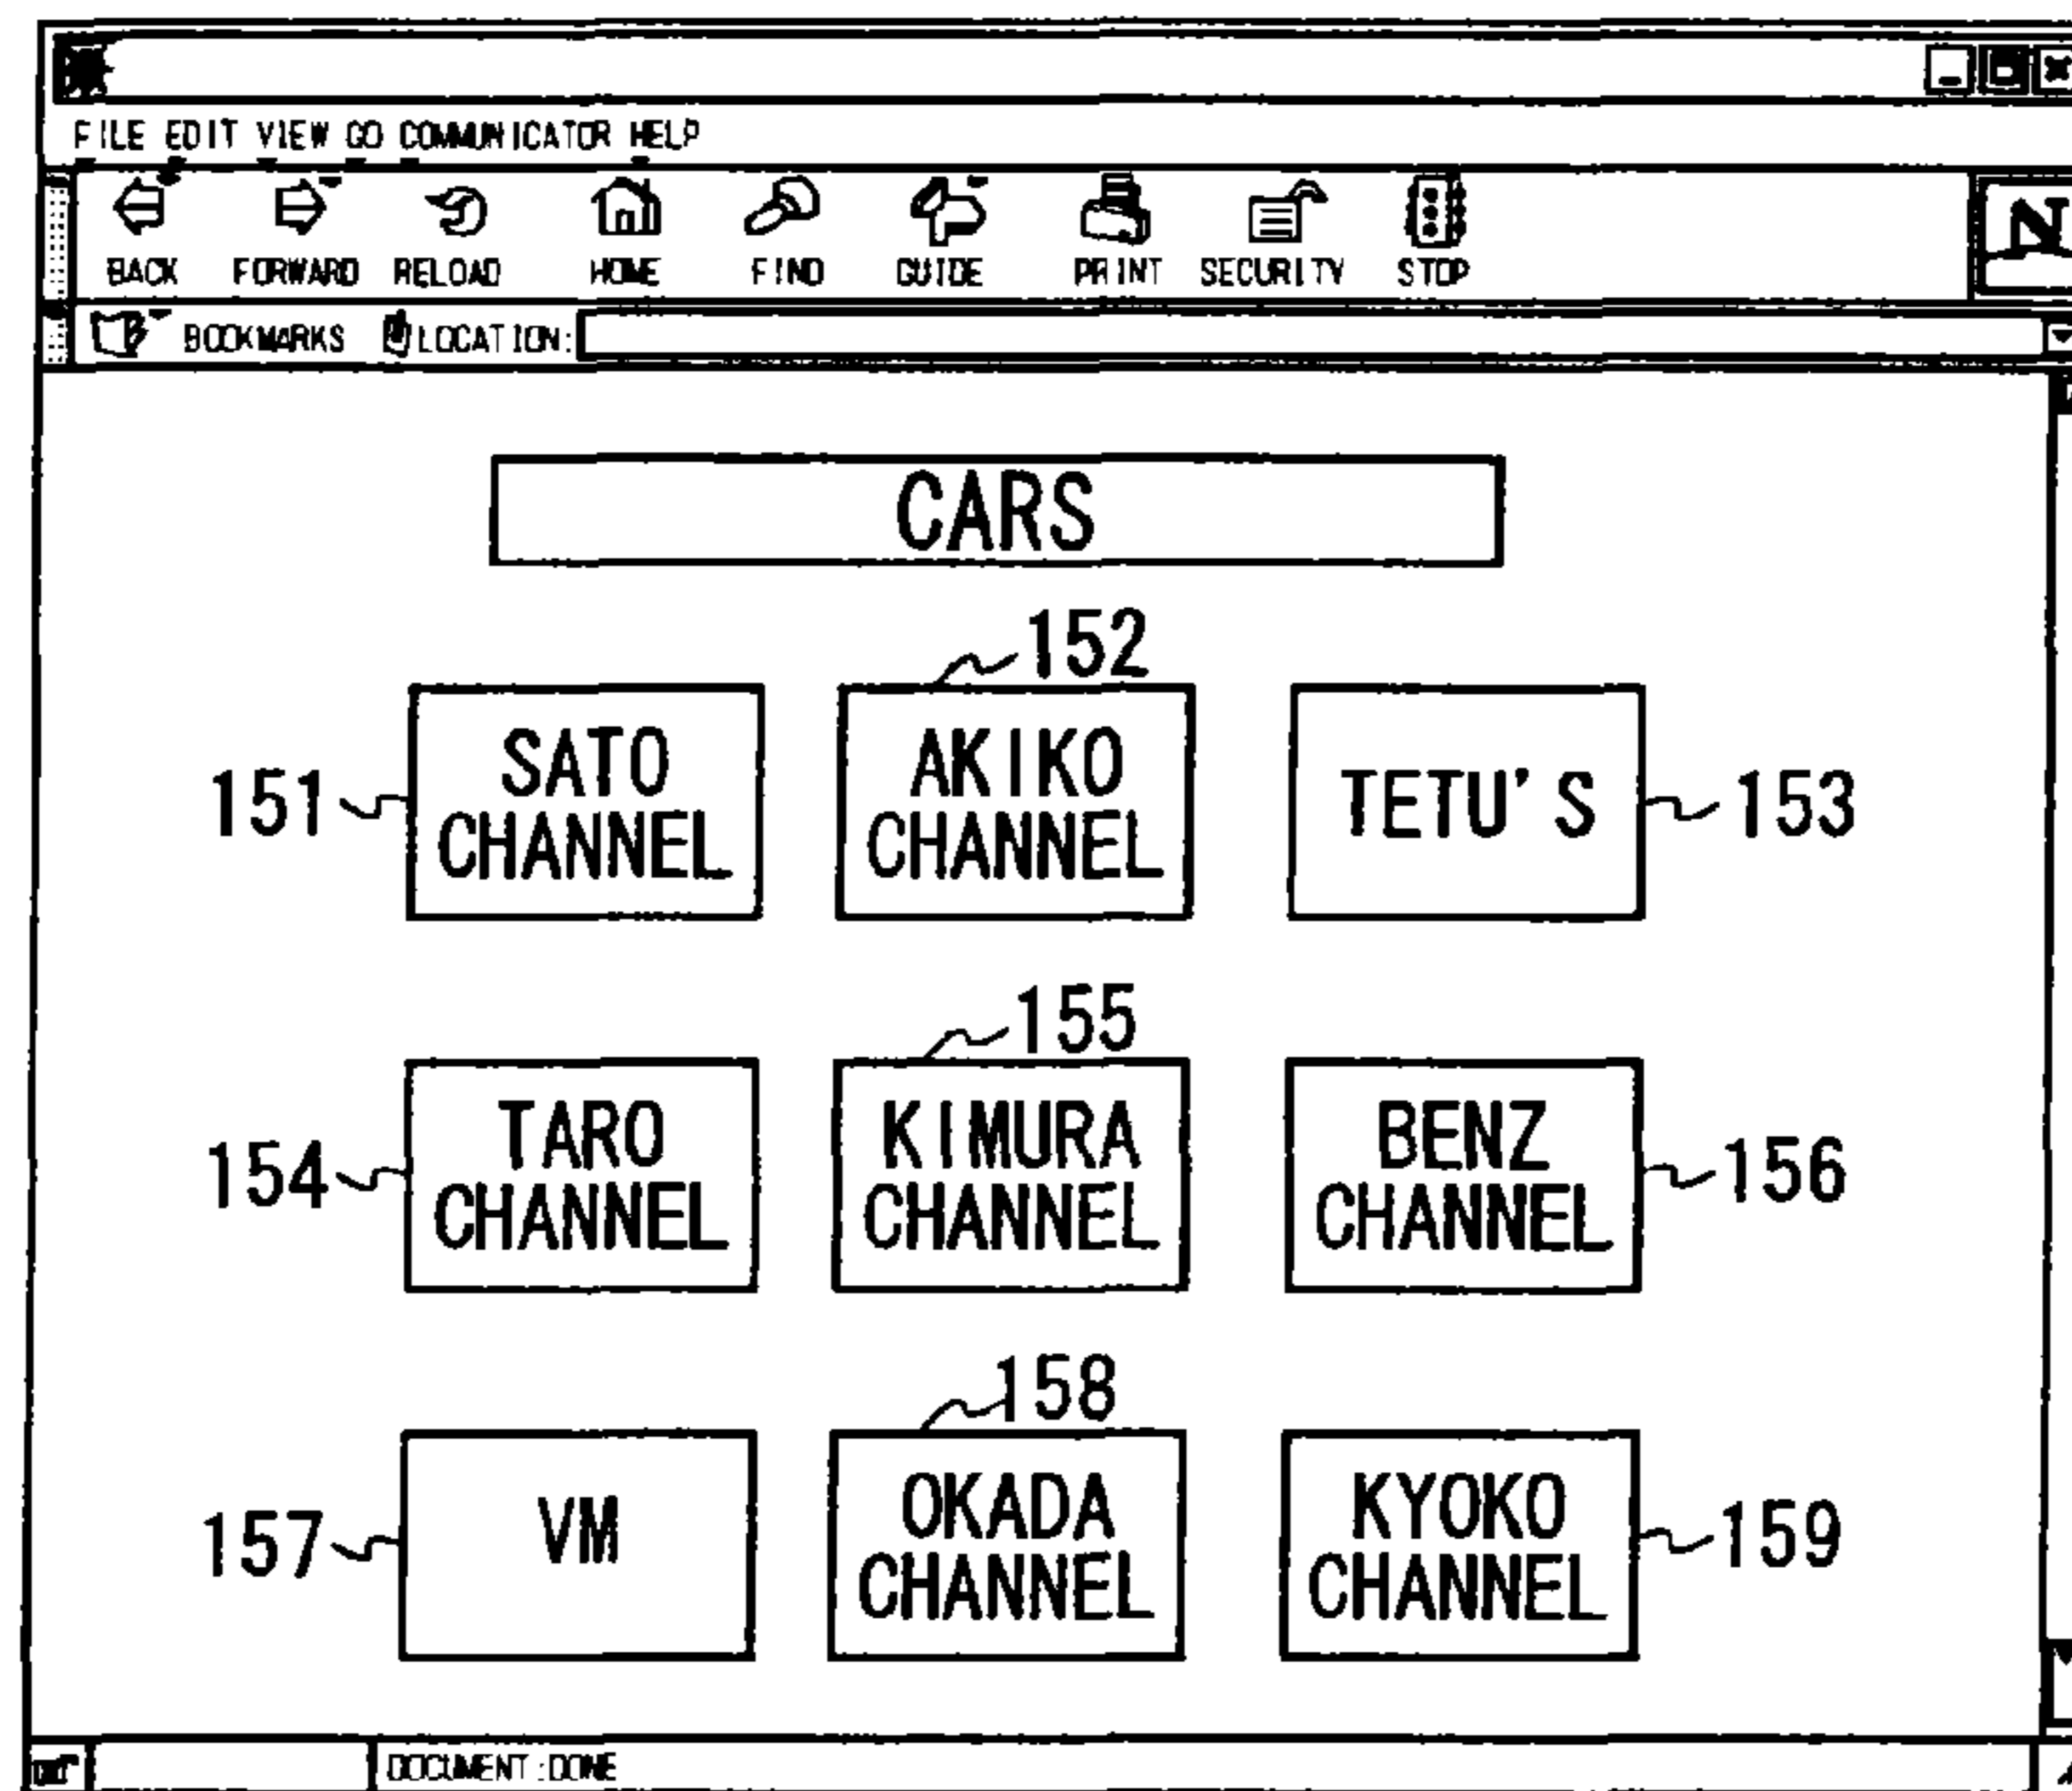 FILE EDIT VIEW GO COMMUNICATOR HELP
BACK FORWARD RELOAD HOME FIND GUIDE PRINT SECURITY STOP
N
BOOKMARKS LOCATION:
CARS
152
151 SATO CHANNEL AKIKO CHANNEL TETU'S 153
155
154 TARO CHANNEL KIMURA CHANNEL BENZ CHANNEL 156
158
157 VM OKADA CHANNEL KYOKO CHANNEL 159
DOCUMENT:DONE